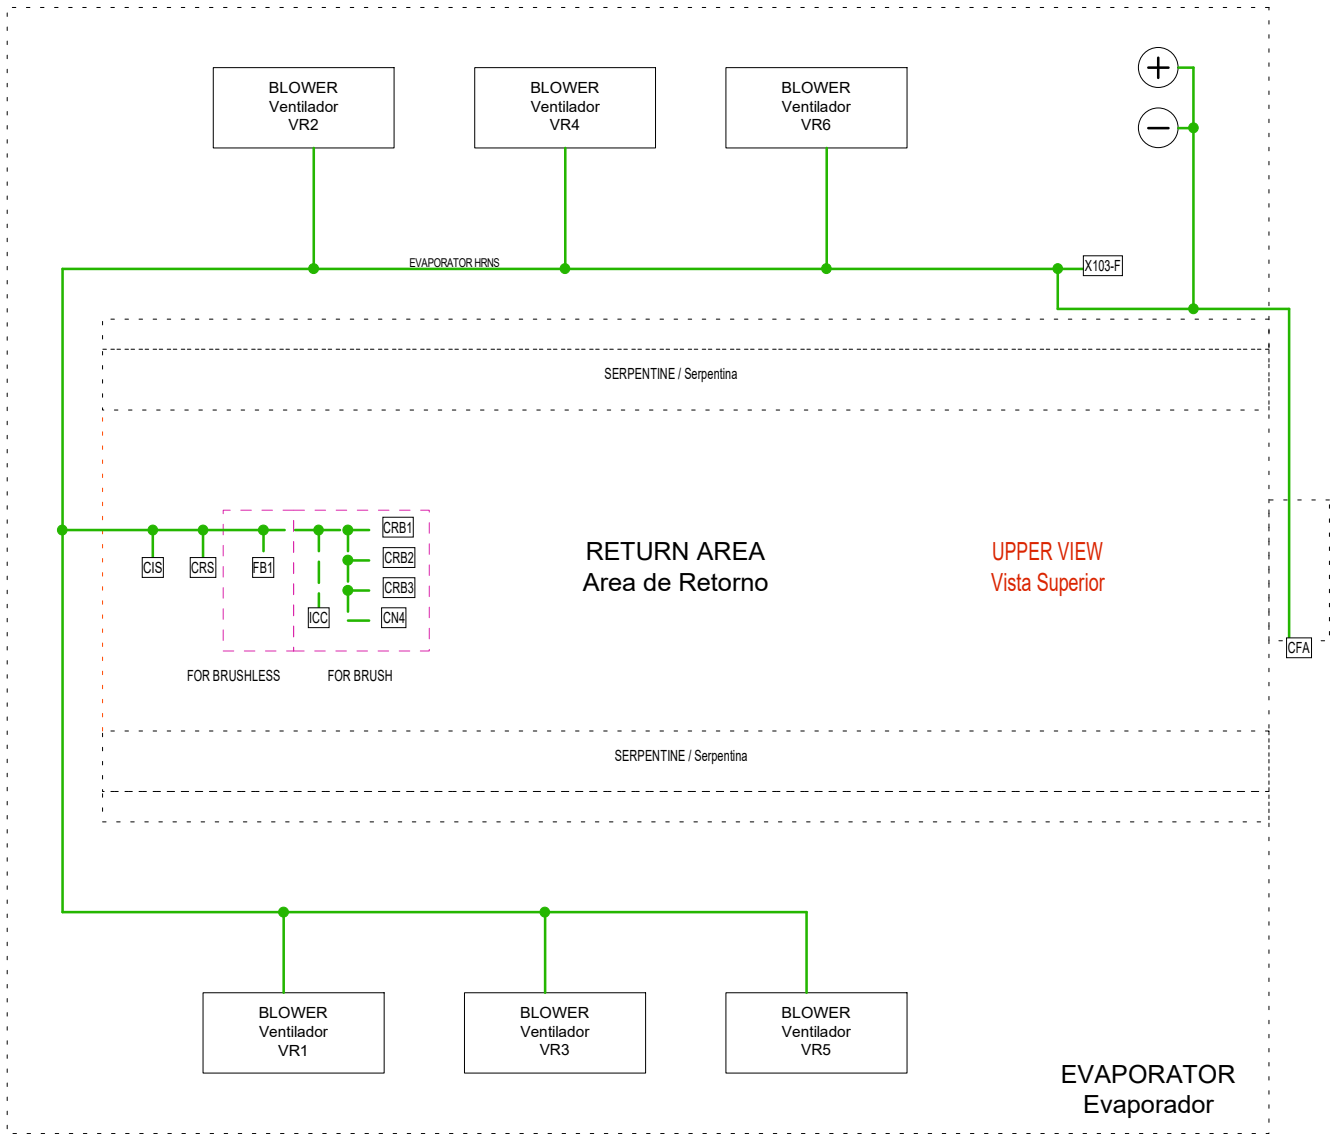 BLOWER
Ventilador
VR2
BLOWER
Ventilador
VR4
BLOWER
Ventilador
VR6
+
−
EVAPORATOR HRNS
X103-F
SERPENTINE / Serpentina
CRB1
CRB2
CRB3
CN4
CIS
CRS
FB1
ICC
RETURN AREA
Area de Retorno
UPPER VIEW
Vista Superior
CFA
FOR BRUSHLESS
FOR BRUSH
SERPENTINE / Serpentina
BLOWER
Ventilador
VR1
BLOWER
Ventilador
VR3
BLOWER
Ventilador
VR5
EVAPORATOR
Evaporador